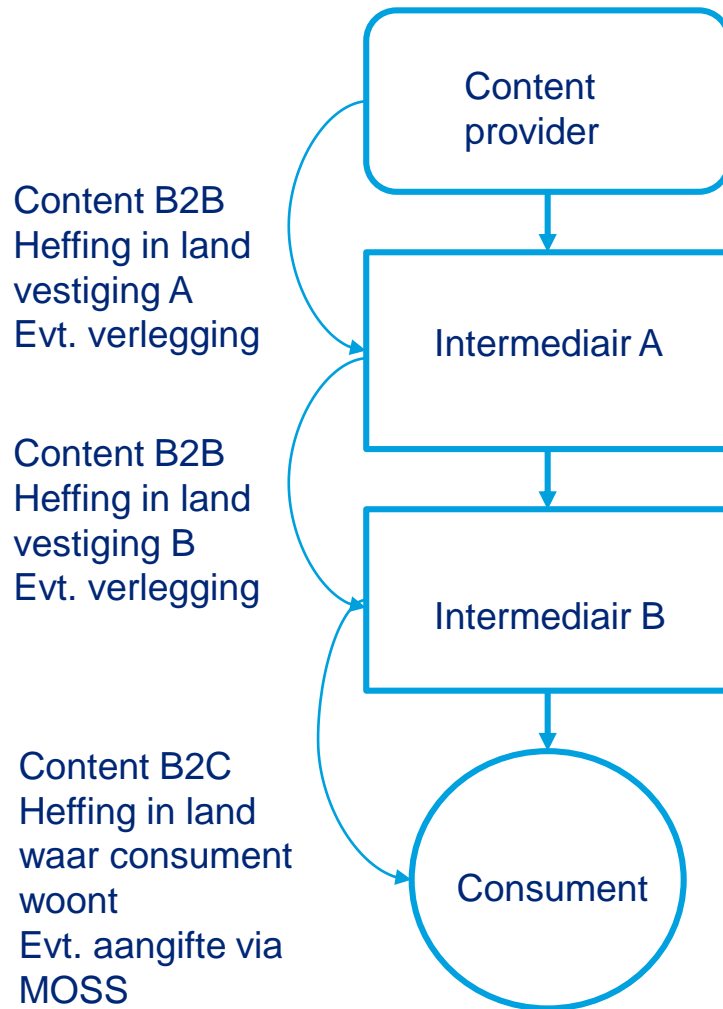 Content
provider
Content B2B
Heffing in land
vestiging A
Evt. verlegging
Intermediair A
Content B2B
Heffing in land
vestiging B
Evt. verlegging
Intermediair B
Content B2C
Heffing in land
waar consument
woont
Evt. aangifte via
MOSS
Consument